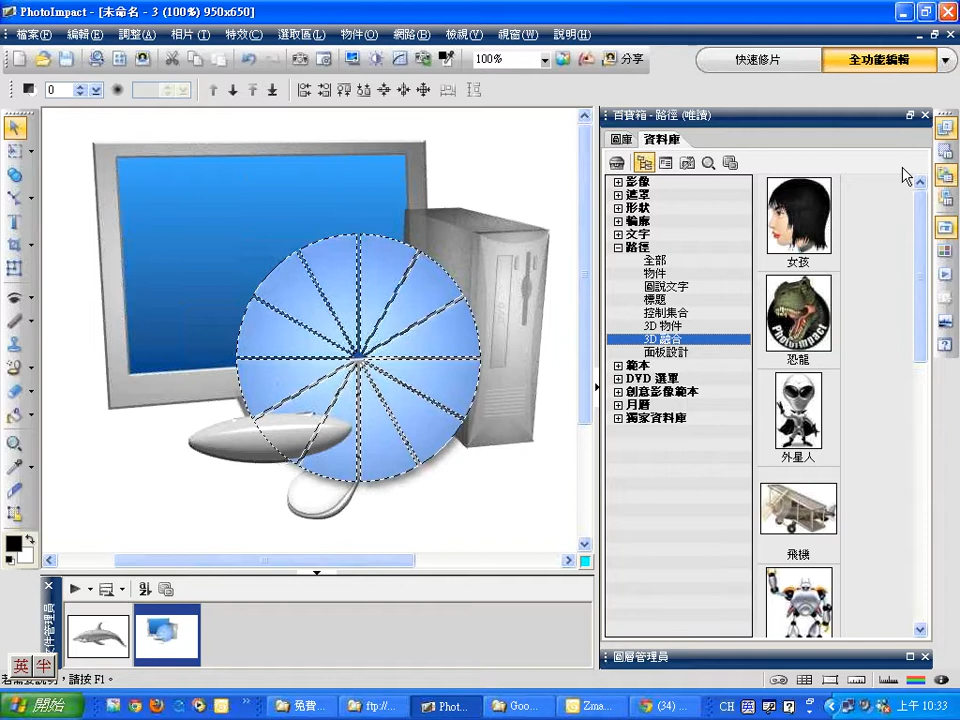 PhotoImpact - [未命名 - 3 (100%) 950x650]
檔案(F) 編輯(E) 調整(A) 相片(I) 特效(C) 選取區(L) 物件(O) 網路(B) 檢視(V) 視窗(W) 說明(H)
100% 分享 快速修片 全功能編輯
0
百寶箱 - 路徑 (唯讀)
圖庫 資料庫
影像
遮罩
形狀
輪廓
文字
路徑
全部
物件
圖說文字
標題
控制集合
3D 物件
3D 融合
面板設計
範本
DVD 選單
創意影像範本
月曆
獨家資料庫
女孩
PHOTOIMPACT
恐龍
外星人
飛機
圖層管理員
英 半
請按 F1。
開始 免費... ftp://... Phot... Goo... Zma... (34) ... CH 上午 10:33